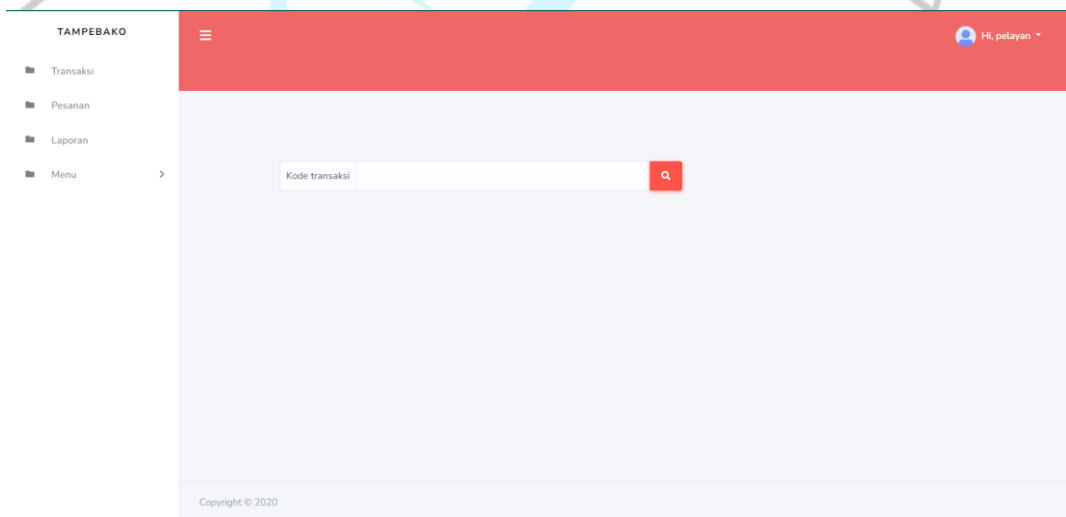 TAMPEBAKO
Hi, pelayan
Transaksi
Pesanan
Laporan
Menu
Kode transaksi
Copyright © 2020